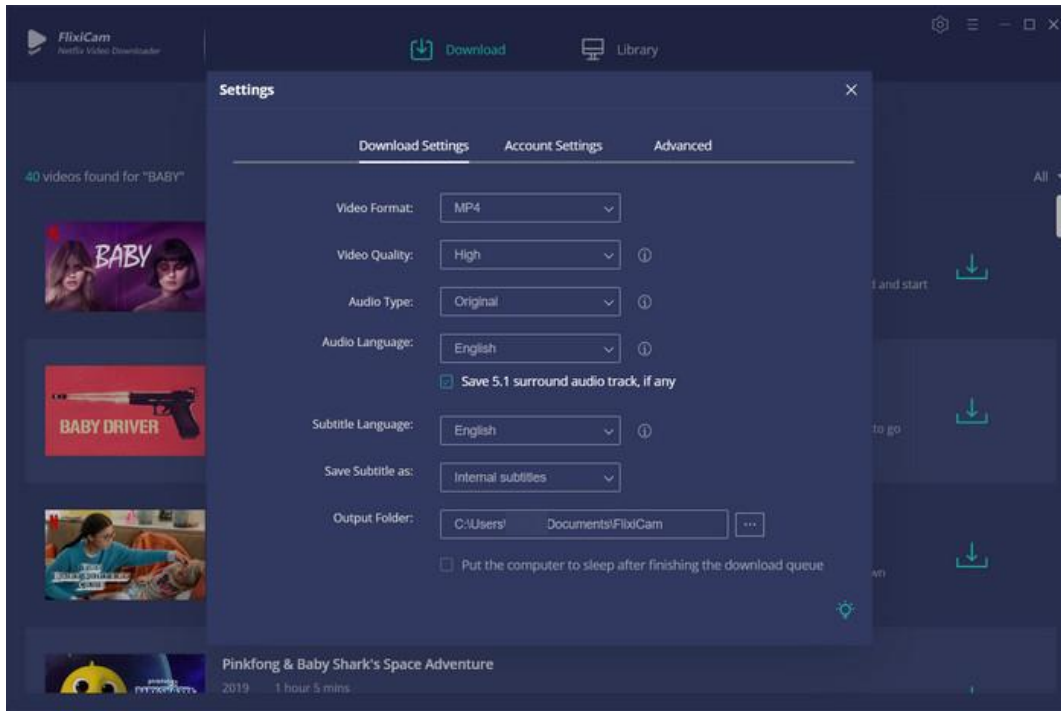 FlixiCam
Netflix Video Downloader
Download
Library
Settings
Download Settings
Account Settings
Advanced
40 videos found for "BABY"
All
Video Format:
MP4
Video Quality:
High
Audio Type:
Original
Audio Language:
English
Save 5.1 surround audio track, if any
Subtitle Language:
English
Save Subtitle as:
Internal subtitles
Output Folder:
C:\Users\ Documents\FlixiCam
...
Put the computer to sleep after finishing the download queue
BABY
and start
BABY DRIVER
to go
Pinkfong & Baby Shark's Space Adventure
2019 1 hour 5 mins